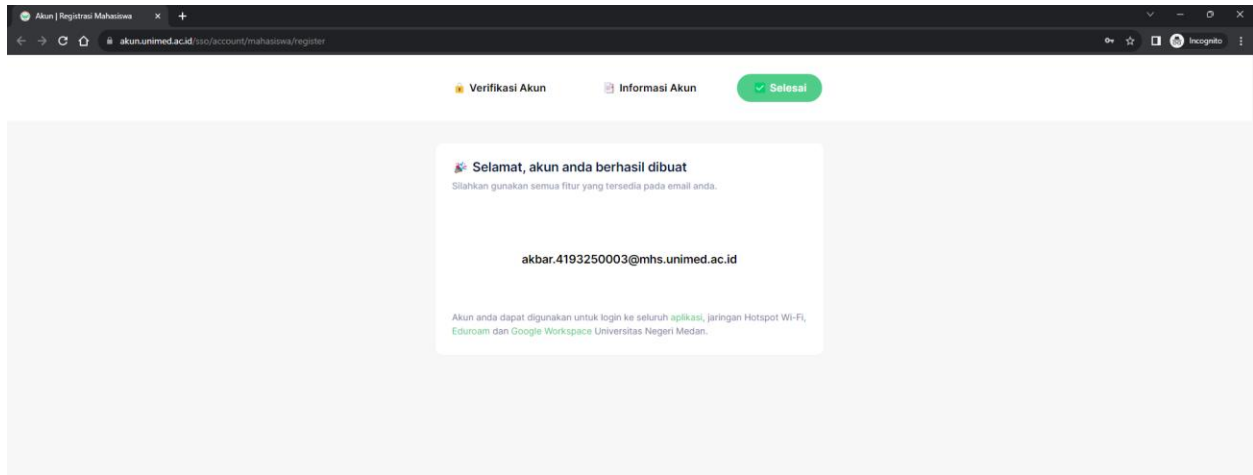 Akun | Registrasi Mahasiswa
akun.unimed.ac.id/sso/account/mahasiswa/register
Incognito
Verifikasi Akun
Informasi Akun
Selesai
Selamat, akun anda berhasil dibuat
Silahkan gunakan semua fitur yang tersedia pada email anda.
akbar.4193250003@mhs.unimed.ac.id
Akun anda dapat digunakan untuk login ke seluruh aplikasi, jaringan Hotspot Wi-Fi,
Eduroam dan Google Workspace Universitas Negeri Medan.